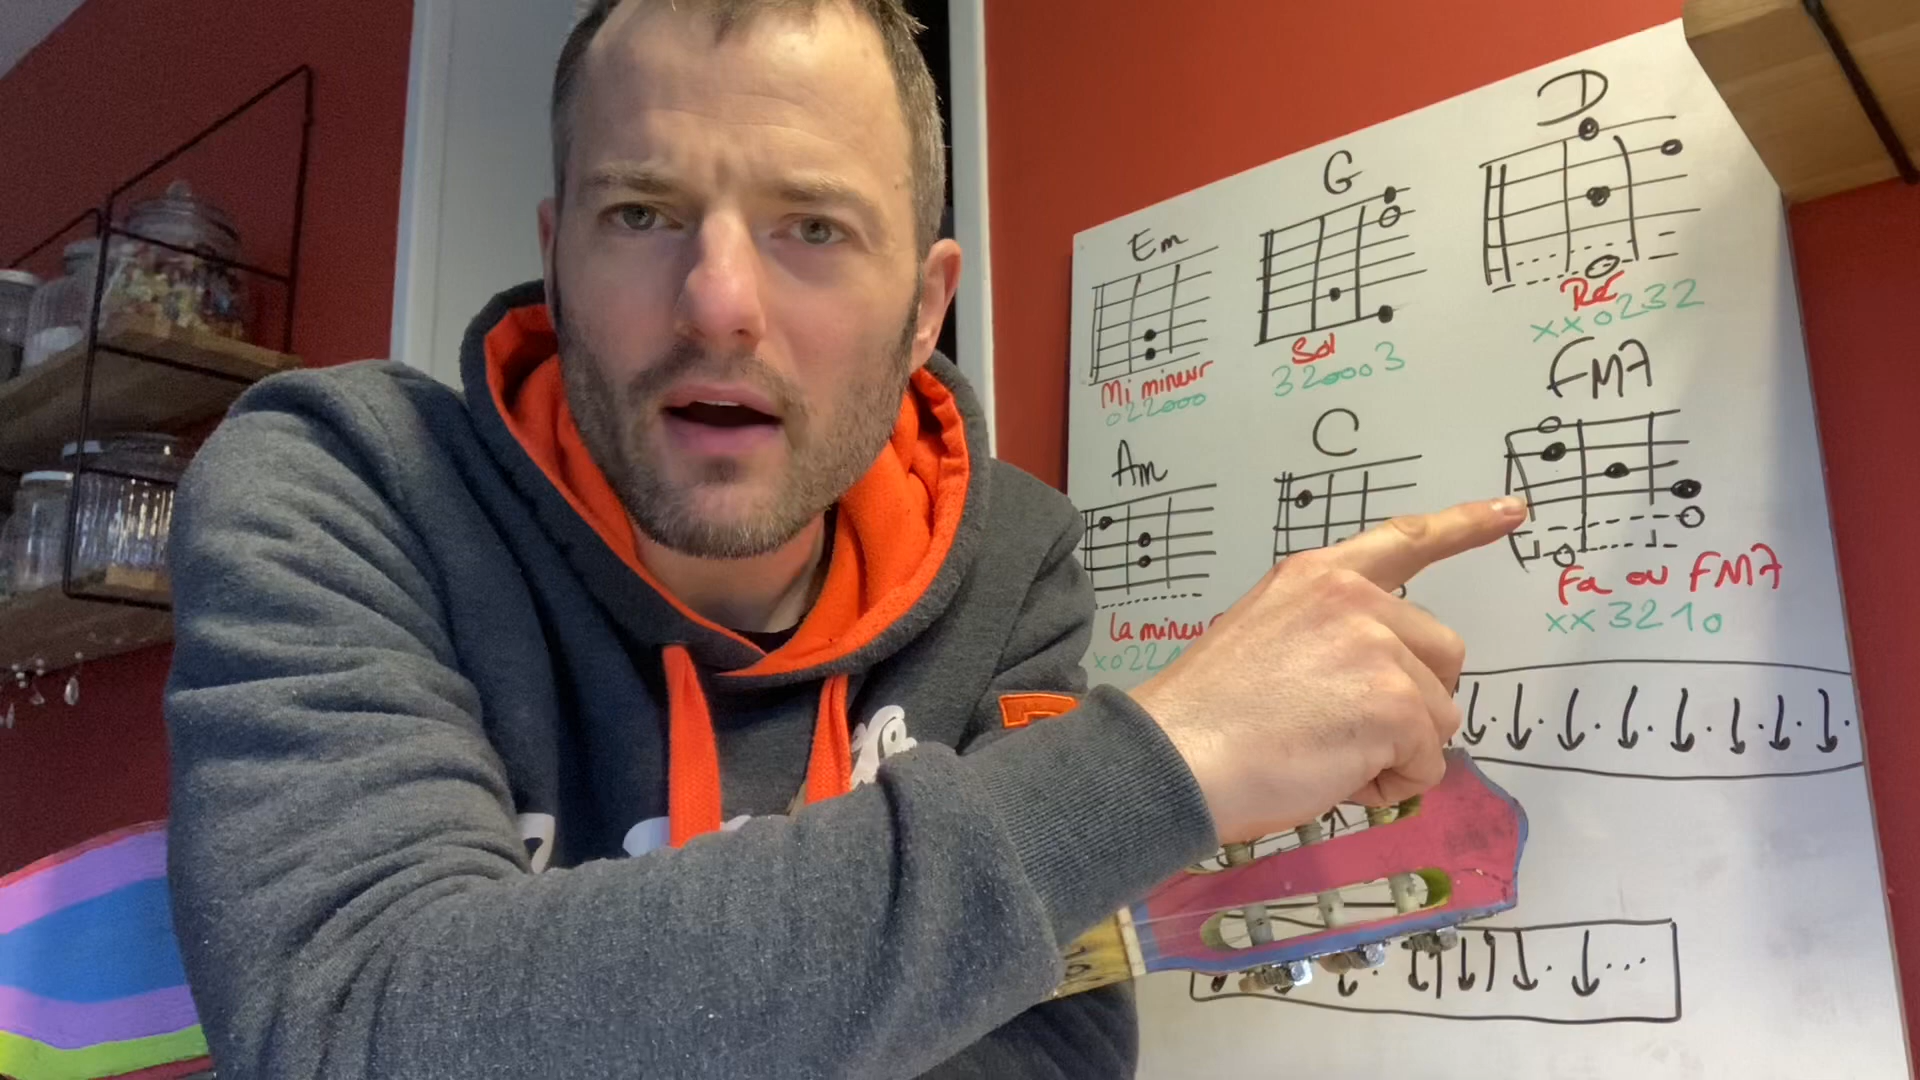 Em
Mi mineur
022000
G
Sol
320003
D
Ré
xx0232
Am
La mineur
C
FM7
Fa ou FM7
xx3210